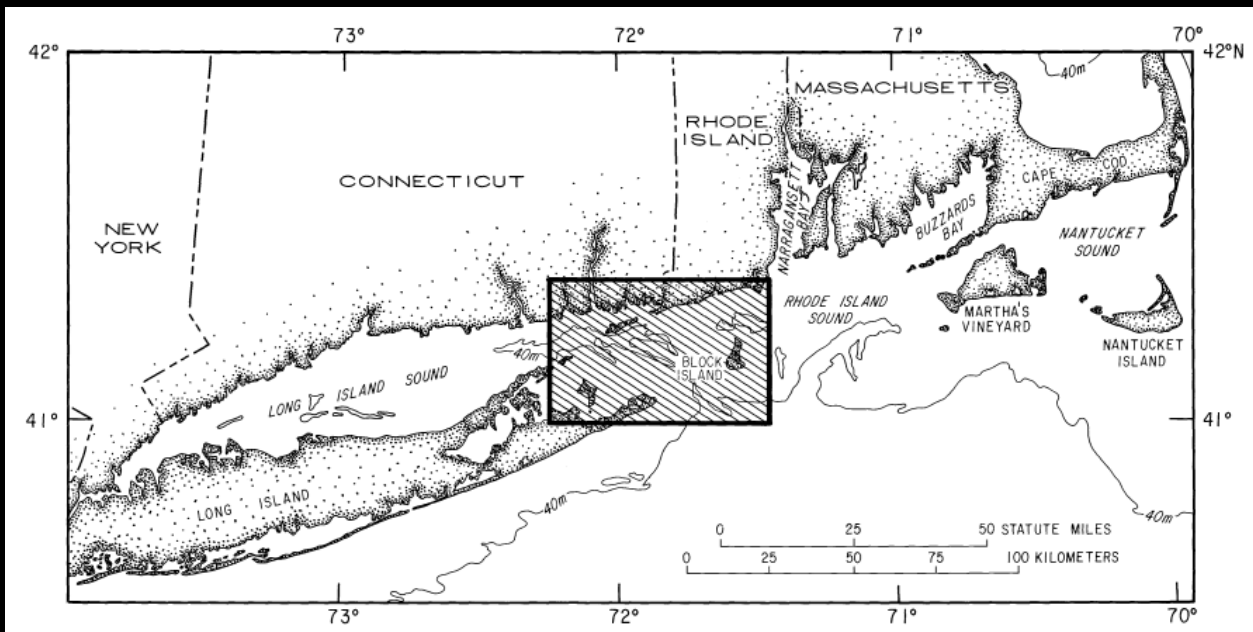 73°
72°
71°
70°
42°
42°N
40m
MASSACHUSETTS
RHODE
ISLAND
CONNECTICUT
NEW
YORK
NARRAGANSETT
BAY
BUZZARDS
BAY
CAPE COD
NANTUCKET
SOUND
RHODE ISLAND
SOUND
MARTHA'S
VINEYARD
NANTUCKET
ISLAND
40m
BLOCK
ISLAND
LONG ISLAND SOUND
41°
41°
LONG ISLAND
40m
40m
0 25 50 STATUTE MILES
0 25 50 75 100 KILOMETERS
73°
72°
71°
70°